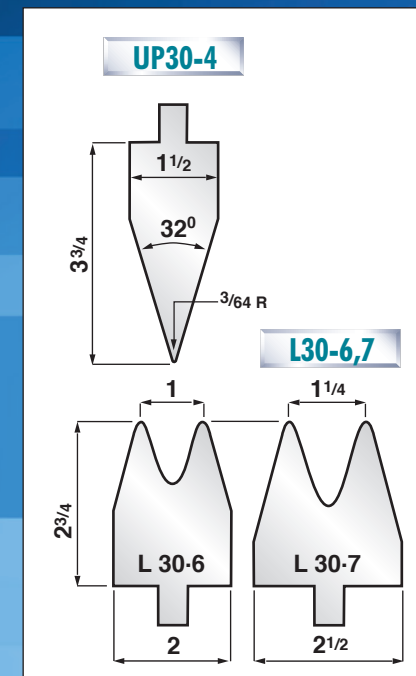 UP30-4
1 1/2
32⁰
3 3/4
3/64 R
L30-6,7
1
1 1/4
2 3/4
L 30·6
L 30·7
2
2 1/2